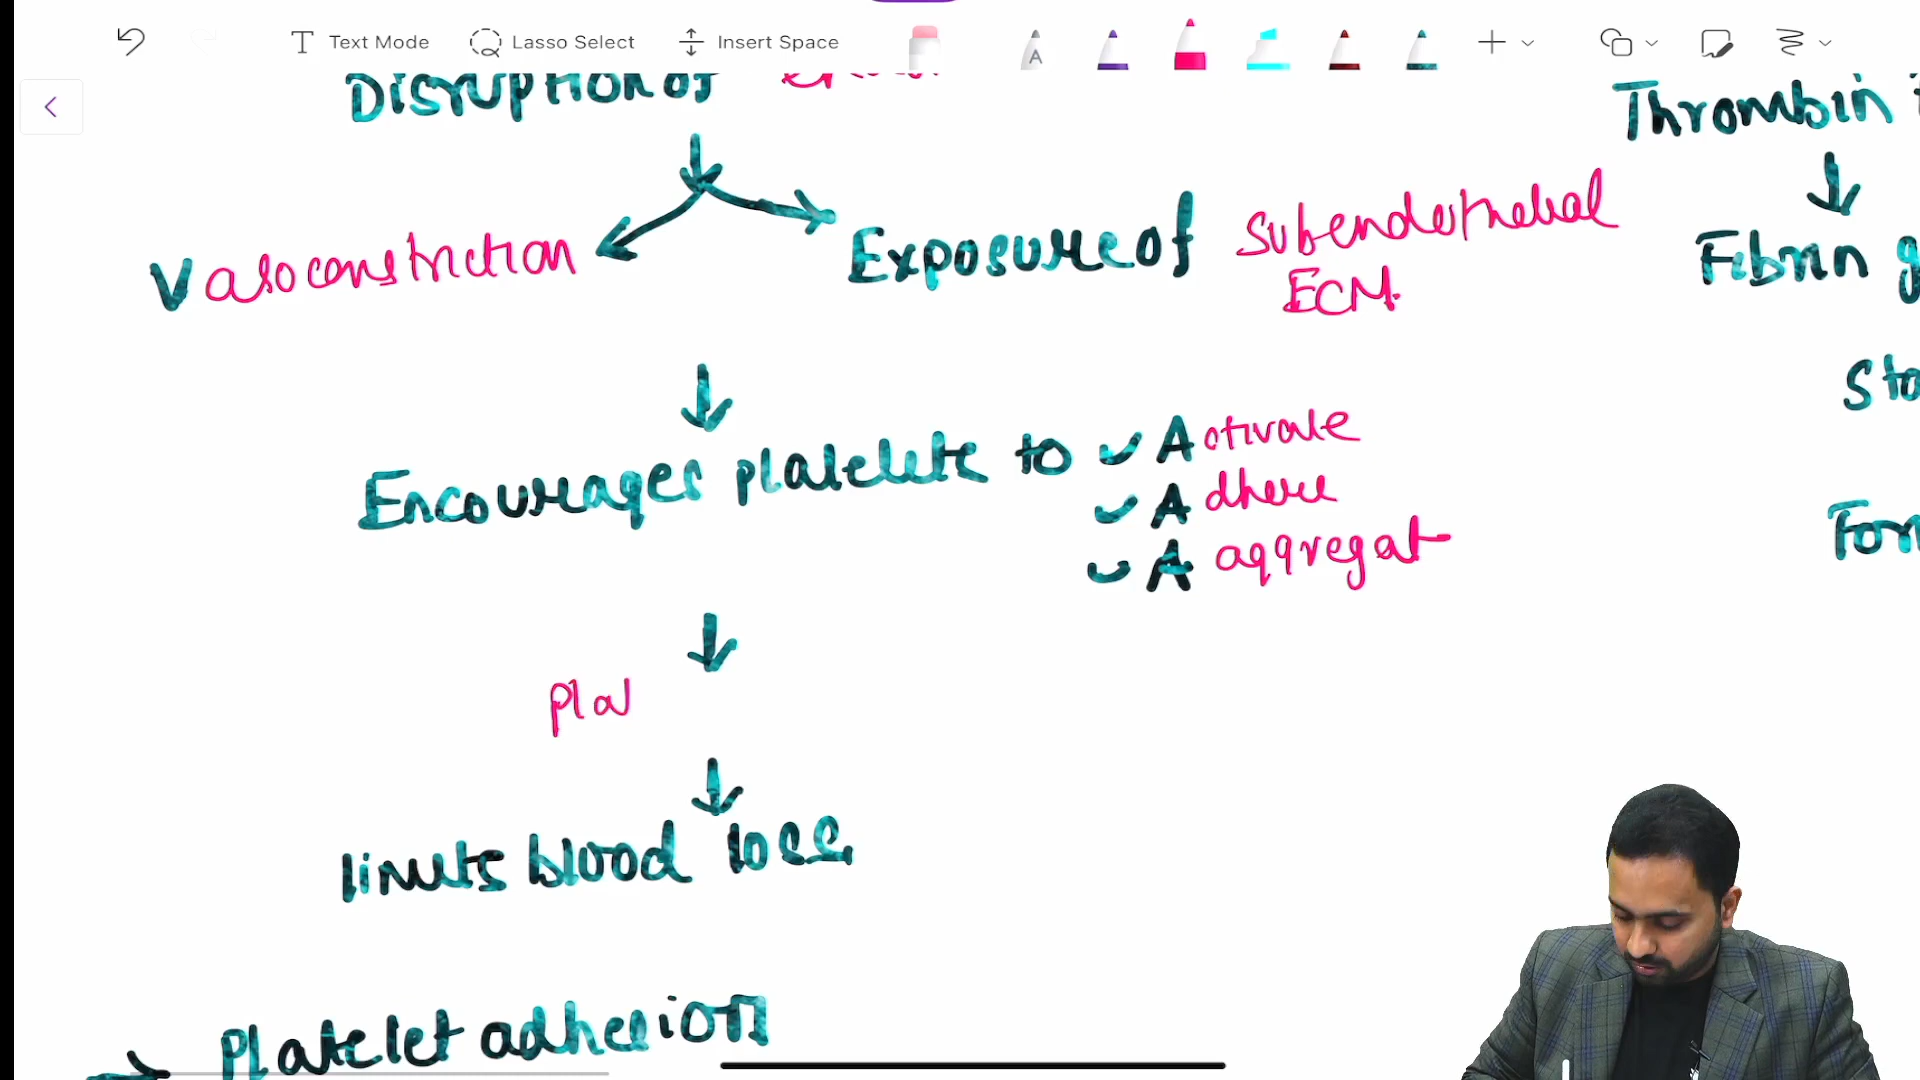 Text Mode Lasso Select Insert Space
A
Disruption of
Thrombin
Vasoconstriction
Exposure of subendothelial
ECM.
Fibrin
Encourages platelets to
Activate
Adhere
A aggregat
Plat
limits blood loss
Platelet adhesion